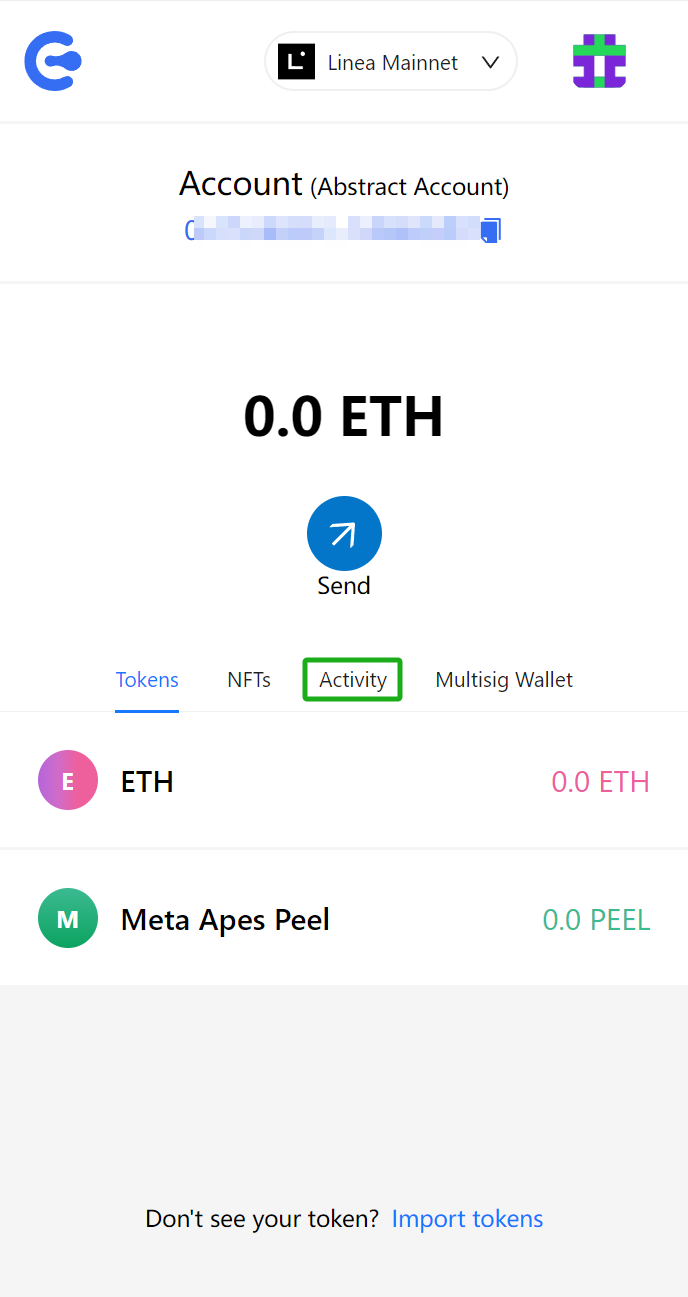 Linea Mainnet
Account (Abstract Account)
0.0 ETH
Send
Tokens NFTs Activity Multisig Wallet
E ETH 0.0 ETH
M Meta Apes Peel 0.0 PEEL
Don't see your token? Import tokens